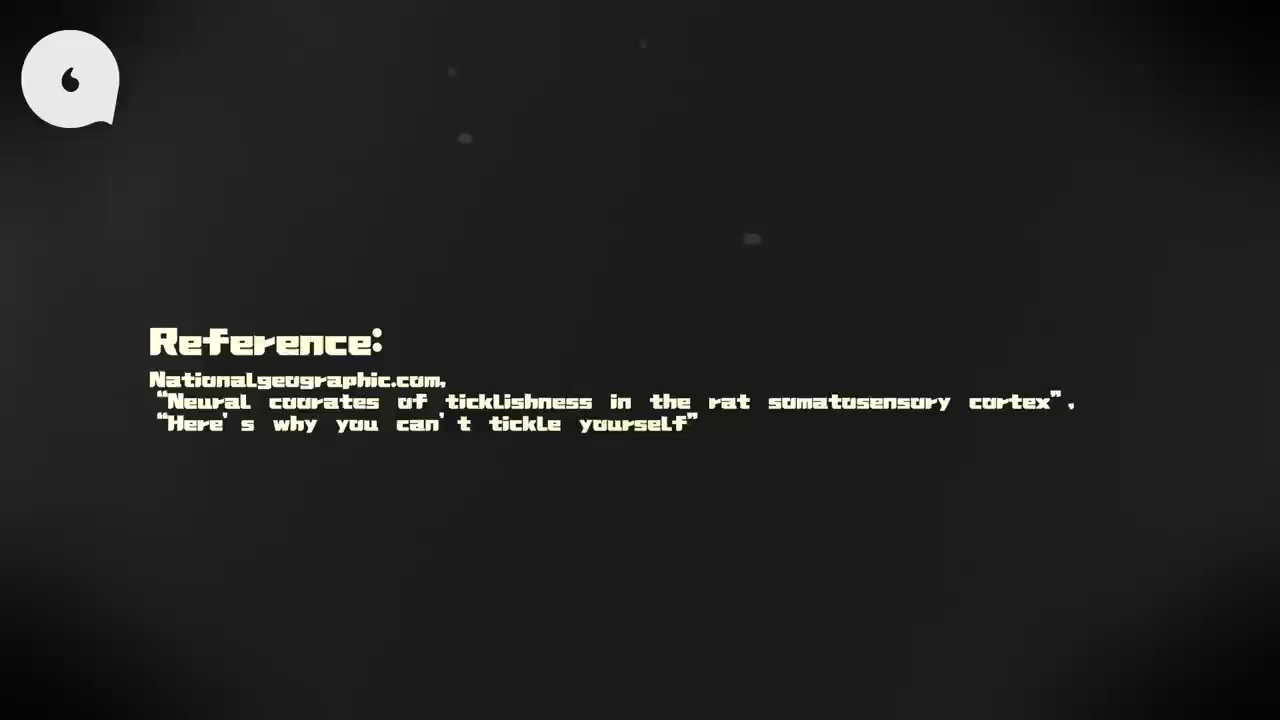 Reference:
Nationalgeographic.com,
“Neural coorates of ticklishness in the rat somatosensory cortex”,
“Here's why you can't tickle yourself”